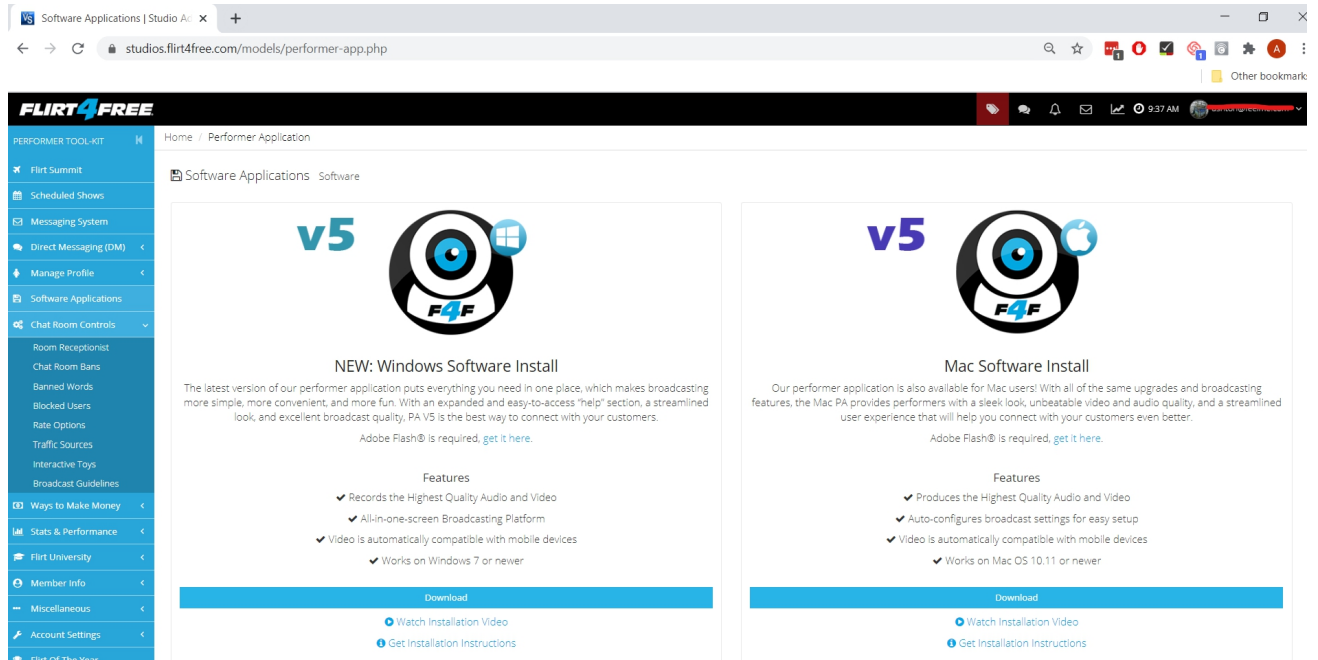 Software Applications | Studio Ad
studios.flirt4free.com/models/performer-app.php
Other bookmarks
FLIRT4FREE
9:37 AM
PERFORMER TOOL-KIT
Home / Performer Application
Flirt Summit
Scheduled Shows
Messaging System
Direct Messaging (DM)
Manage Profile
Software Applications
Chat Room Controls
Room Receptionist
Chat Room Bans
Banned Words
Blocked Users
Rate Options
Traffic Sources
Interactive Toys
Broadcast Guidelines
Ways to Make Money
Stats & Performance
Flirt University
Member Info
Miscellaneous
Account Settings
Flirt Of The Year
Software Applications Software
v5
F4F
NEW: Windows Software Install
The latest version of our performer application puts everything you need in one place, which makes broadcasting
more simple, more convenient, and more fun. With an expanded and easy-to-access "help" section, a streamlined
look, and excellent broadcast quality, PA V5 is the best way to connect with your customers.
Adobe Flash® is required, get it here.
Features
Records the Highest Quality Audio and Video
All-in-one-screen Broadcasting Platform
Video is automatically compatible with mobile devices
Works on Windows 7 or newer
Download
Watch Installation Video
Get Installation Instructions
v5
F4F
Mac Software Install
Our performer application is also available for Mac users! With all of the same upgrades and broadcasting
features, the Mac PA provides performers with a sleek look, unbeatable video and audio quality, and a streamlined
user experience that will help you connect with your customers even better.
Adobe Flash® is required, get it here.
Features
Produces the Highest Quality Audio and Video
Auto-configures broadcast settings for easy setup
Video is automatically compatible with mobile devices
Works on Mac OS 10.11 or newer
Download
Watch Installation Video
Get Installation Instructions